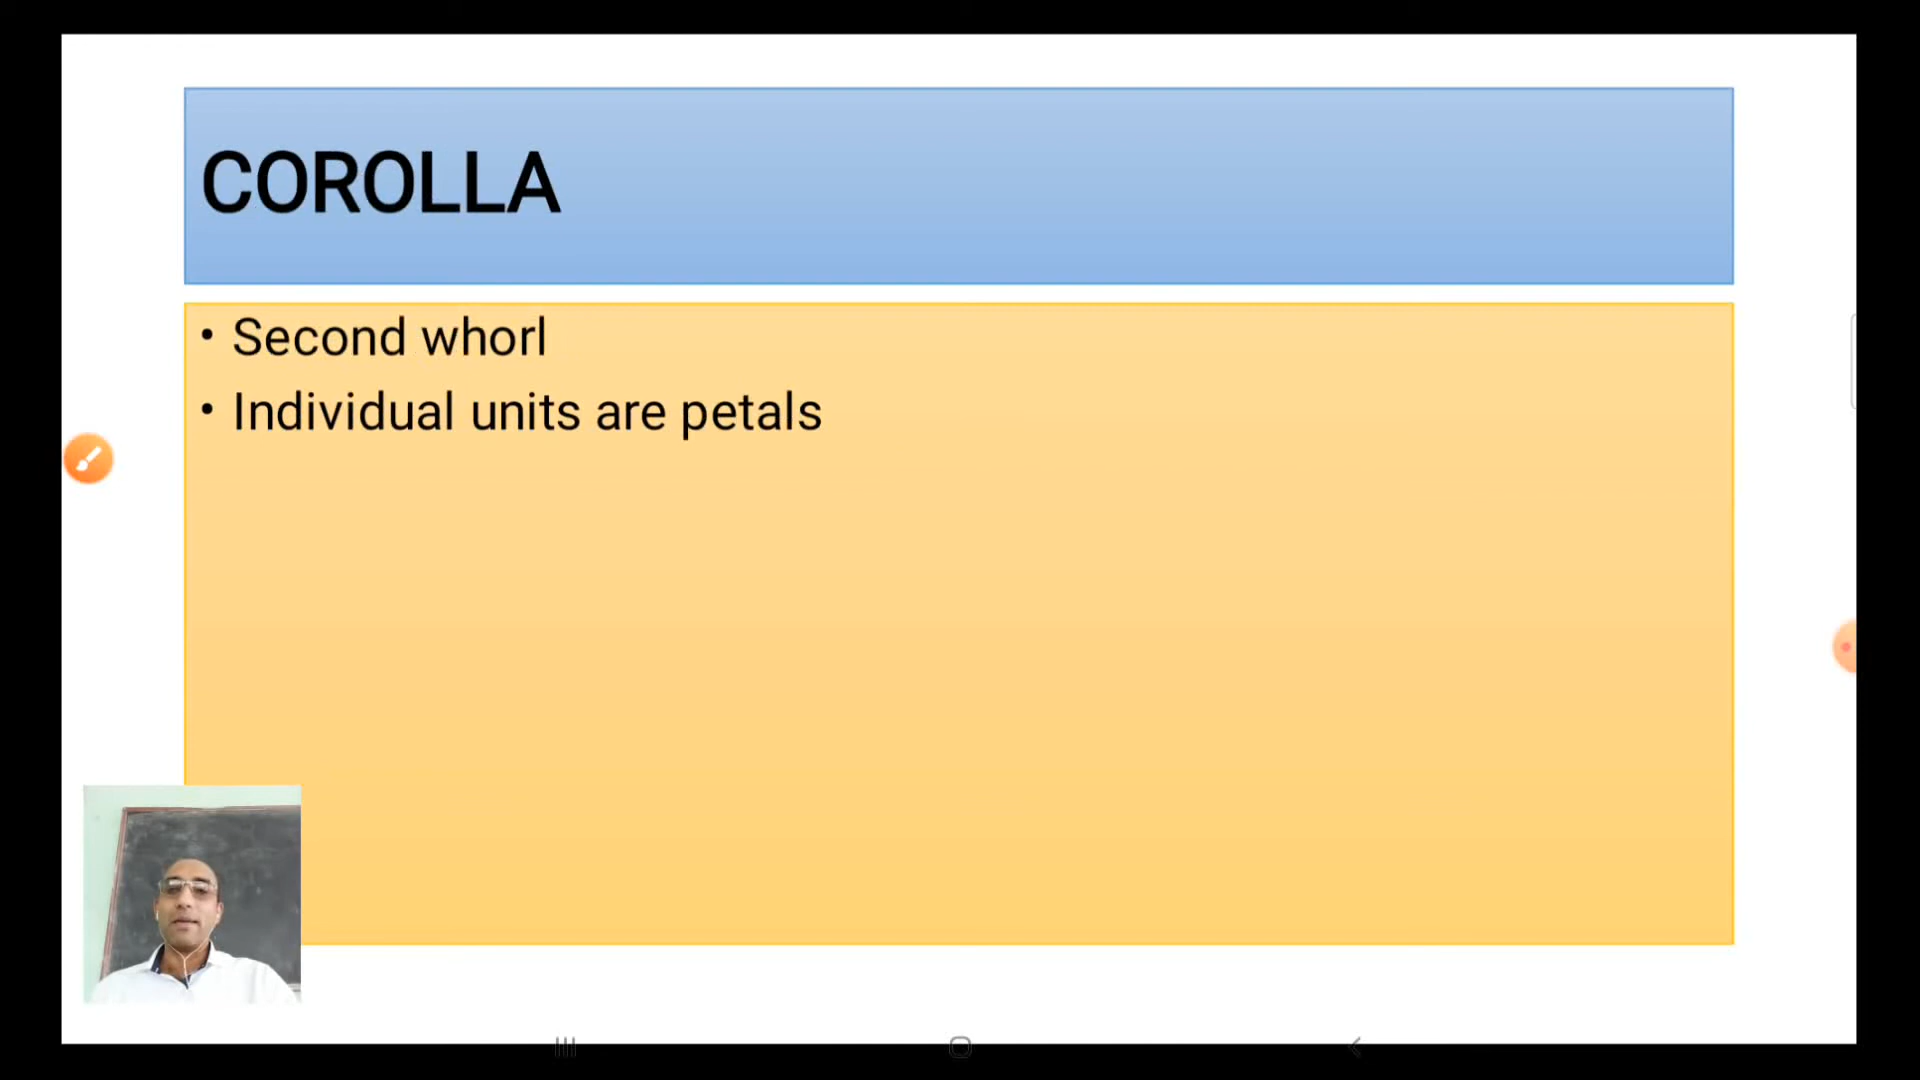 COROLLA
• Second whorl
• Individual units are petals